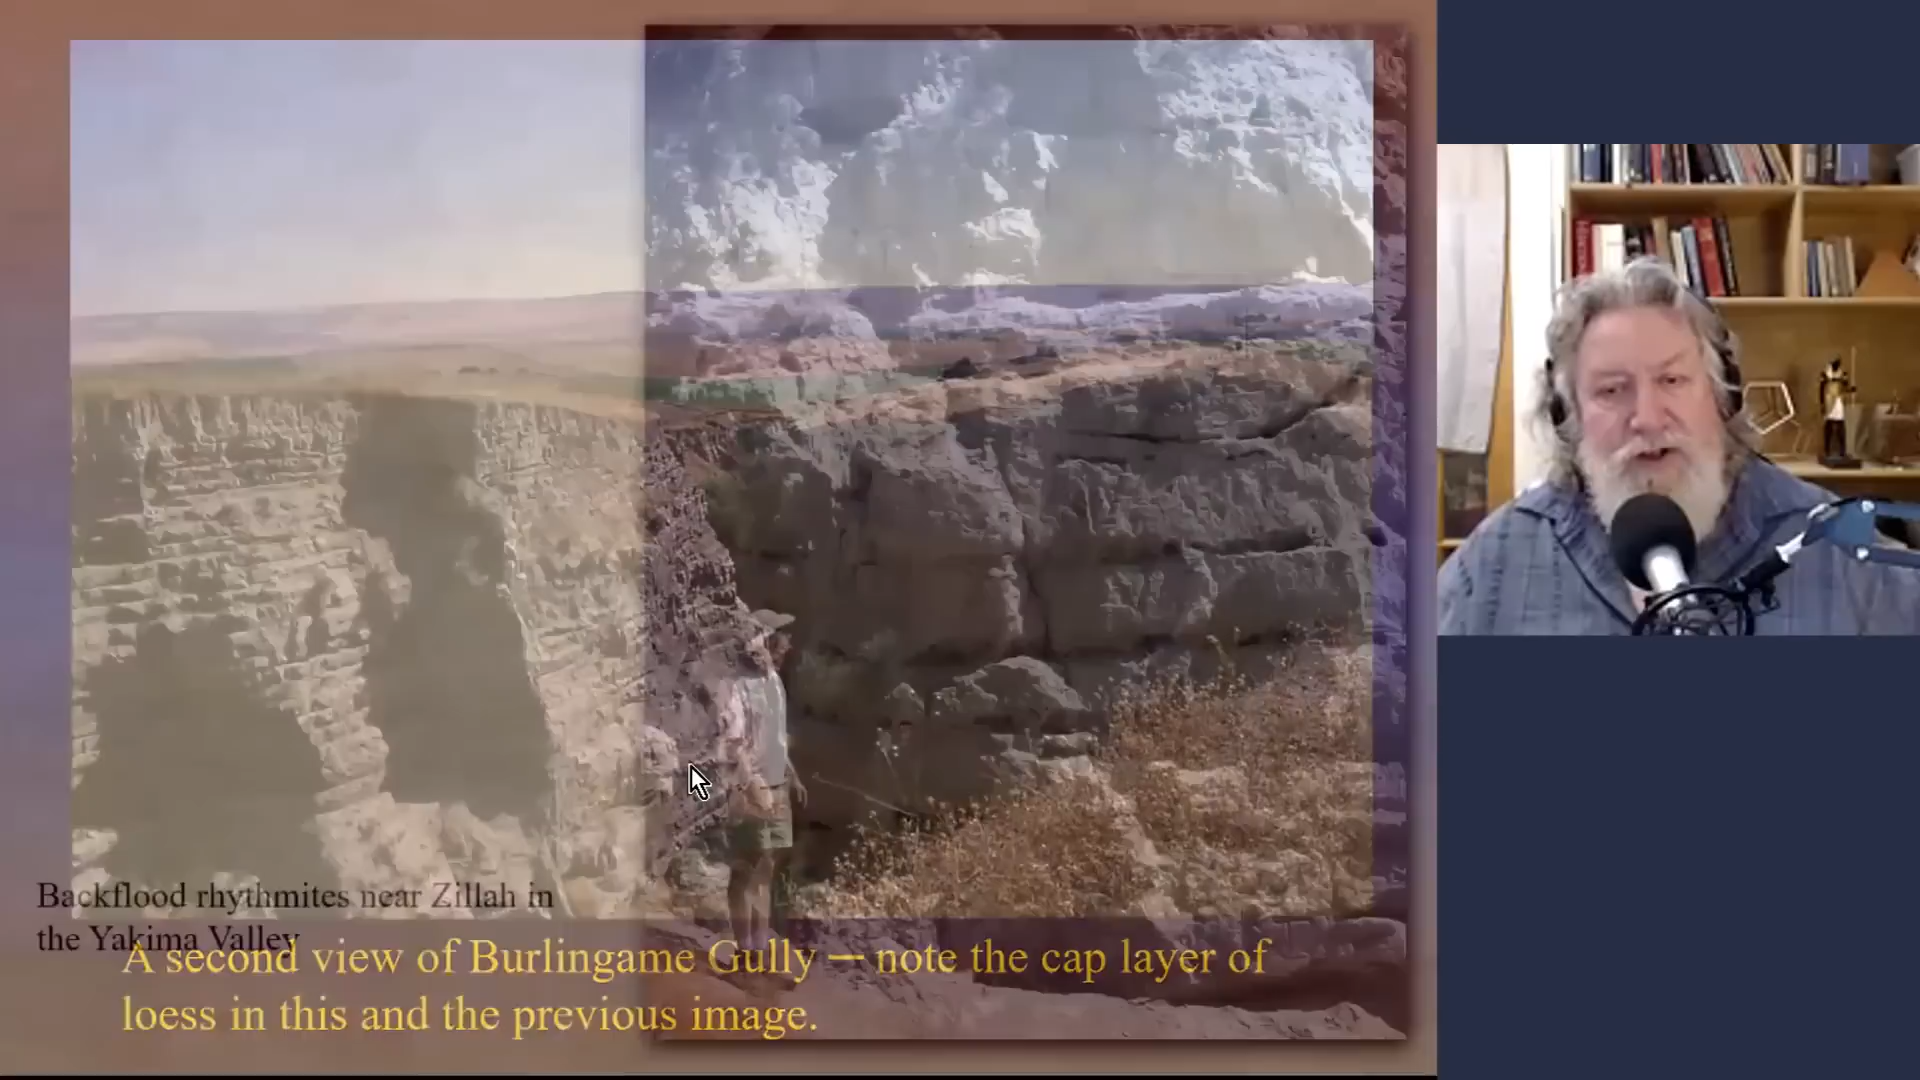 Backflood rhythmites near Zillah in
the Yakima Valley
A second view of Burlingame Gully — note the cap layer of
loess in this and the previous image.